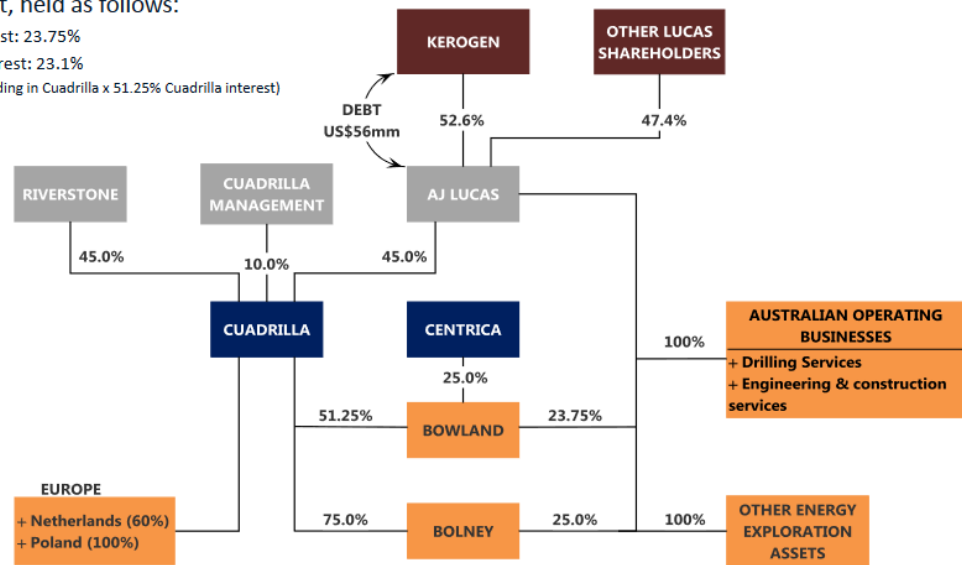 t, held as follows:
st: 23.75%
rest: 23.1%
ding in Cuadrilla x 51.25% Cuadrilla interest)
KEROGEN
OTHER LUCAS
SHAREHOLDERS
DEBT
US$56mm
52.6%
47.4%
RIVERSTONE
CUADRILLA
MANAGEMENT
AJ LUCAS
45.0%
10.0%
45.0%
CUADRILLA
CENTRICA
AUSTRALIAN OPERATING
BUSINESSES
+ Drilling Services
+ Engineering & construction
services
100%
25.0%
51.25%
BOWLAND
23.75%
EUROPE
+ Netherlands (60%)
+ Poland (100%)
75.0%
BOLNEY
25.0%
100%
OTHER ENERGY
EXPLORATION
ASSETS